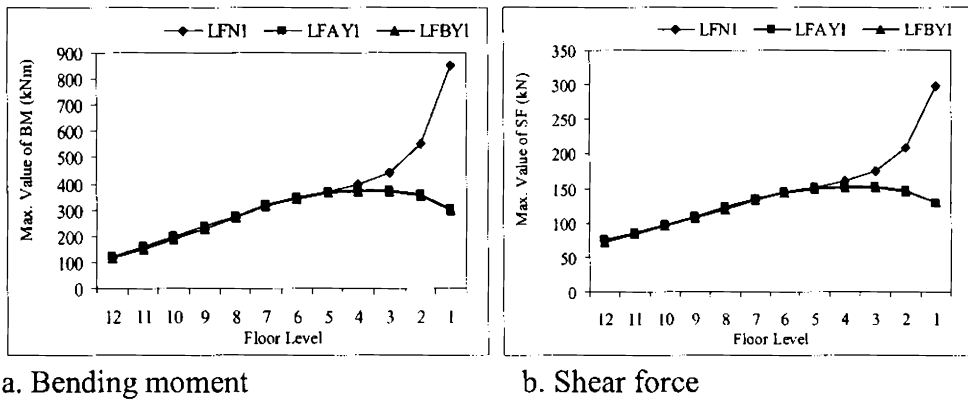 LFN1 LFAY1 LFBY1
Max. Value of BM (kNm)
900
800
700
600
500
400
300
200
100
0
12 11 10 9 8 7 6 5 4 3 2 1
Floor Level
a. Bending moment
LFN1 LFAY1 LFBY1
Max. Value of SF (kN)
350
300
250
200
150
100
50
0
12 11 10 9 8 7 6 5 4 3 2 1
Floor Level
b. Shear force